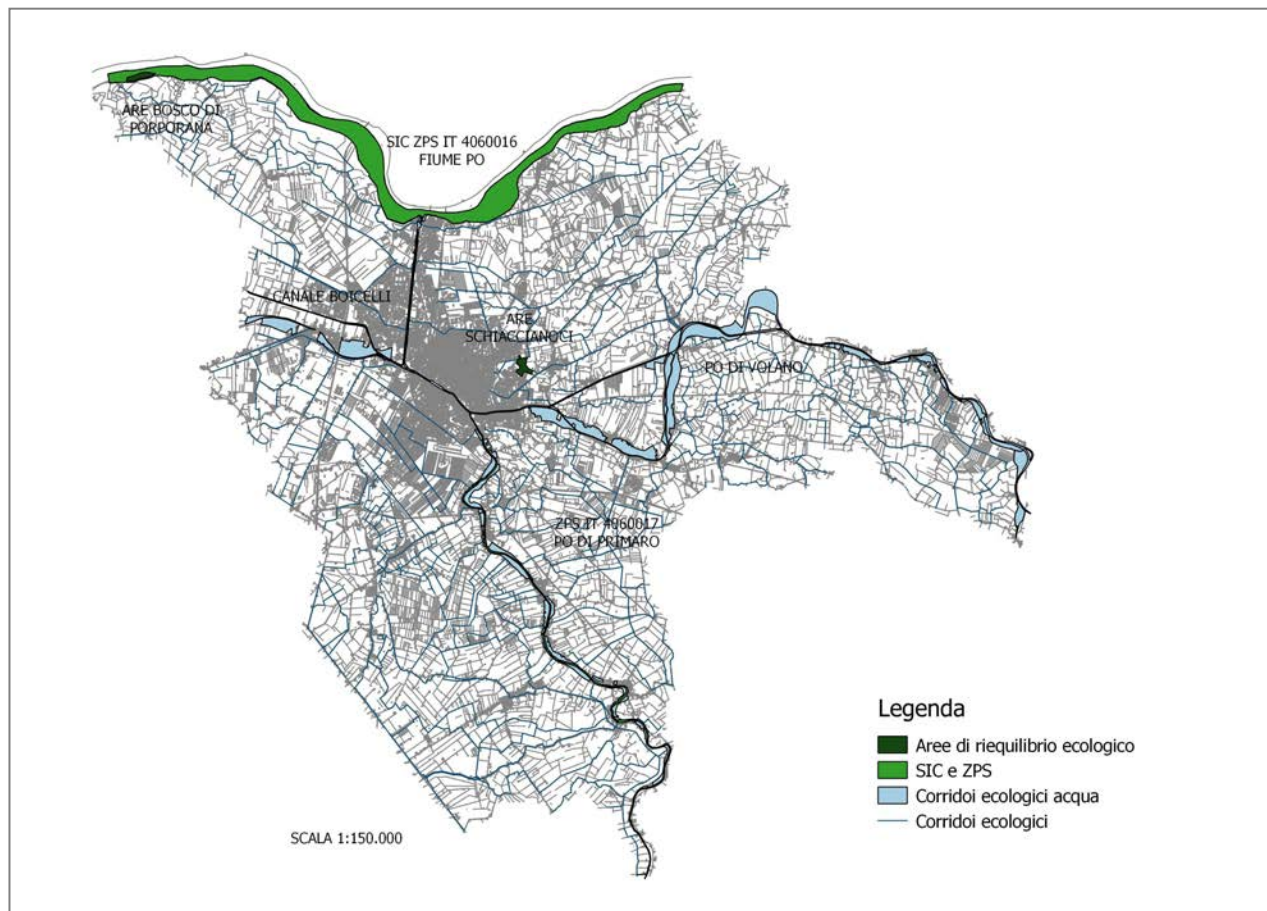 ARE BOSCO DI
PORPORANA
SIC ZPS IT 4060016
FIUME PO
CANALE BOICELLI
ARE
SCHIACCIANOCI
PO DI VOLANO
ZPS IT 4060017
PO DI PRIMARO
SCALA 1:150.000
Legenda
Aree di riequilibrio ecologico
SIC e ZPS
Corridoi ecologici acqua
Corridoi ecologici